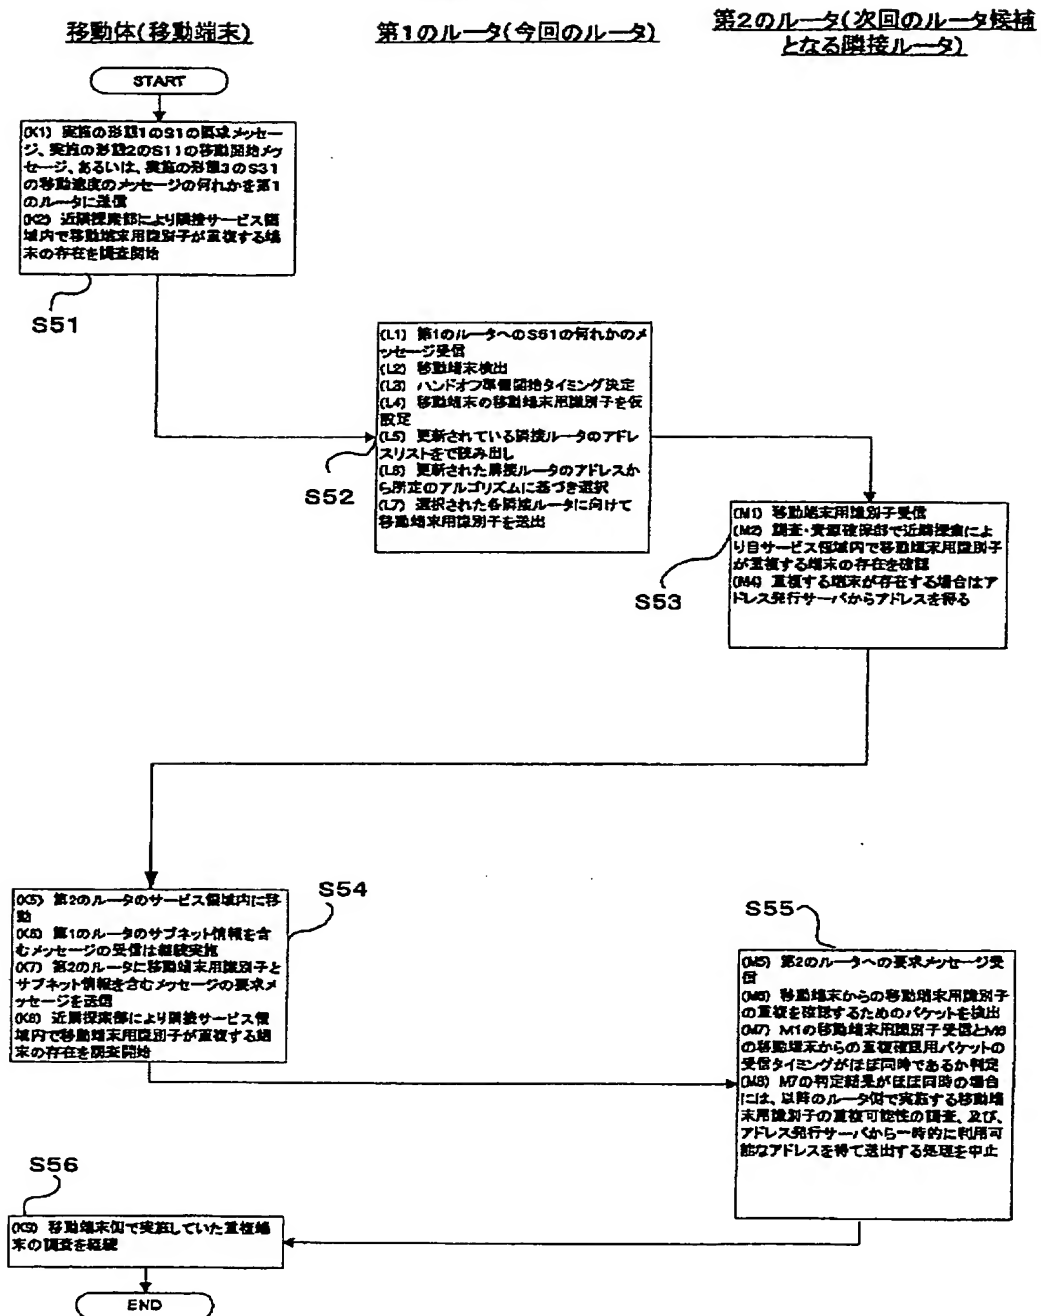 移動体(移動端末)
第1のルータ(今回のルータ)
第2のルータ(次回のルータ候補
となる隣接ルータ)
START
(K1) 実施の形態1のS1の要求メッセー
ジ、実施の形態2のS11の移動開始メッ
セージ、あるいは、実施の形態3のS31
の移動速度のメッセージの何れかを第1
のルータに送信
(K2) 近隣探索部により隣接サービス領
域内で移動端末用識別子が重複する端
末の存在を調査開始
S51
(L1) 第1のルータへのS51の何れかのメ
ッセージ受信
(L2) 移動端末検出
(L3) ハンドオフ準備開始タイミング決定
(L4) 移動端末の移動端末用識別子を仮
設定
(L5) 更新されている隣接ルータのアドレ
スリストをで読み出し
(L6) 更新された隣接ルータのアドレスか
ら所定のアルゴリズムに基づき選択
(L7) 選択された各隣接ルータに向けて
移動端末用識別子を送出
S52
(M1) 移動端末用識別子受信
(M2) 調査・資源確保部で近隣探索によ
り自サービス領域内で移動端末用識別子
が重複する端末の存在を確認
(M4) 重複する端末が存在する場合はア
ドレス発行サーバからアドレスを得る
S53
(K5) 第2のルータのサービス領域内に移
動
(K6) 第1のルータのサブネット情報を含
むメッセージの受信は継続実施
(K7) 第2のルータに移動端末用識別子と
サブネット情報を含むメッセージの要求メ
ッセージを送信
(K8) 近隣探索部により隣接サービス領
域内で移動端末用識別子が重複する端
末の存在を調査開始
S54
S55
(M5) 第2のルータへの要求メッセージ受
信
(M6) 移動端末からの移動端末用識別子
の重複を確認するためのパケットを検出
(M7) M1の移動端末用識別子受信とM6
の移動端末からの重複確認用パケットの
受信タイミングがほぼ同時であるか判定
(M8) M7の判定結果がほぼ同時の場合
には、以降のルータ側で実施する移動端
末用識別子の重複可能性の調査、及び、
アドレス発行サーバから一時的に利用可
能なアドレスを得て送出する処理を中止
S56
(K9) 移動端末側で実施していた重複端
末の調査を継続
END